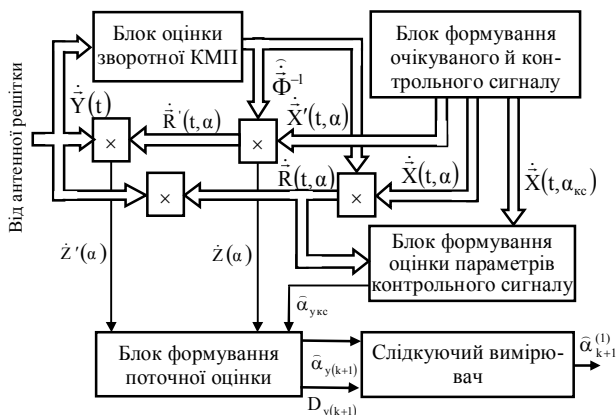 Блок оцінки
зворотної КМП
Блок формування
очікуваного й кон-
трольного сигналу
Від антенної решітки
Ẏ⃗(t)
Ṙ⃗'(t,α)
Φ̂⃗̇⁻¹
Ẋ⃗′(t,α)
×
×
Ṙ⃗(t,α)
Ẋ⃗(t,α)
Ẋ⃗(t,α_кс)
×
×
Блок формування
оцінки параметрів
контрольного сигналу
Ż′(α)
Ż(α)
α̂_укс
Блок формування
поточної оцінки
α̂_y(k+1)
D_y(k+1)
Слідкуючий вимірю-
вач
α̂_k+1^(1)